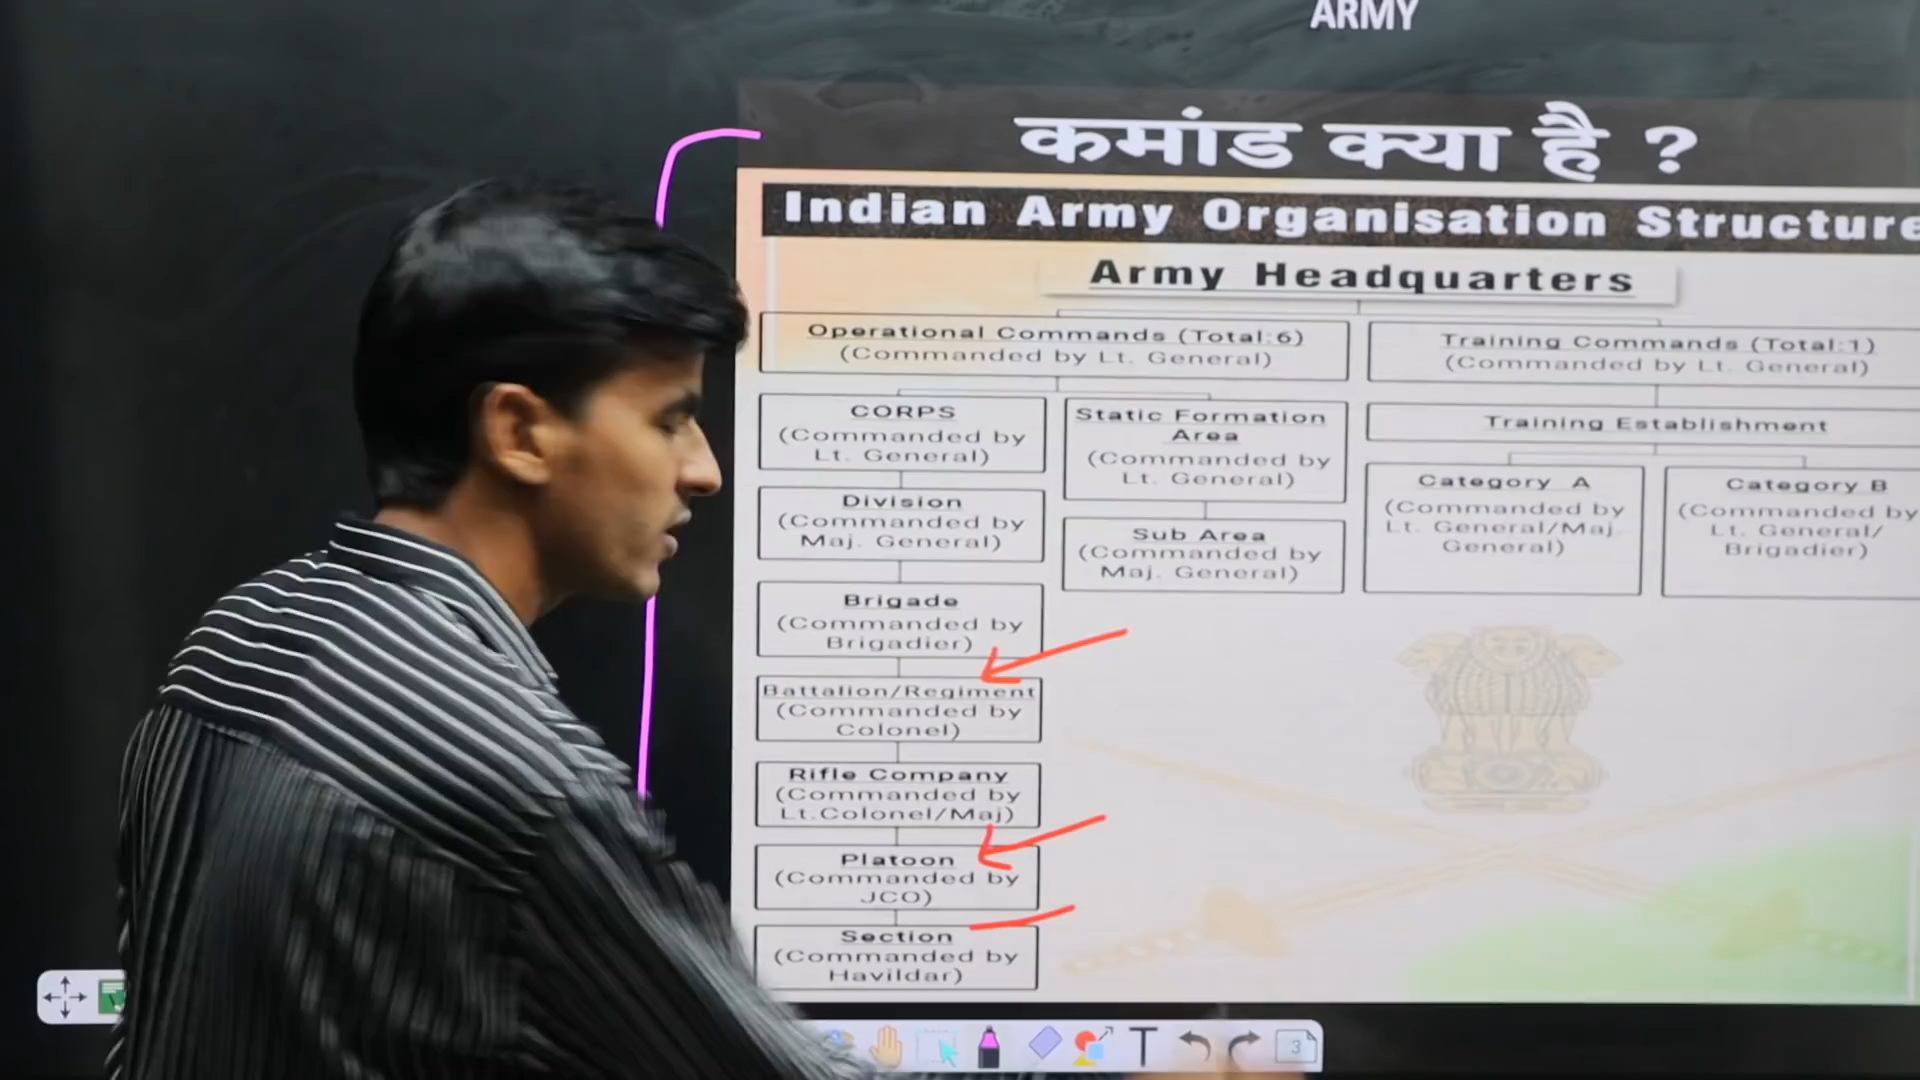 ARMY
कमांड क्या है ?
Indian Army Organisation Structure
Army Headquarters
Operational Commands (Total:6)
(Commanded by Lt. General)
Training Commands (Total:1)
(Commanded by Lt. General)
CORPS
(Commanded by
Lt. General)
Static Formation
Area
(Commanded by
Lt. General)
Training Establishment
Division
(Commanded by
Maj. General)
Sub Area
(Commanded by
Maj. General)
Category A
(Commanded by
Lt. General/Maj.
General)
Category B
(Commanded by
Lt. General/
Brigadier)
Brigade
(Commanded by
Brigadier)
Battalion/Regiment
(Commanded by
Colonel)
Rifle Company
(Commanded by
Lt.Colonel/Maj)
Platoon
(Commanded by
JCO)
Section
(Commanded by
Havildar)
T
3